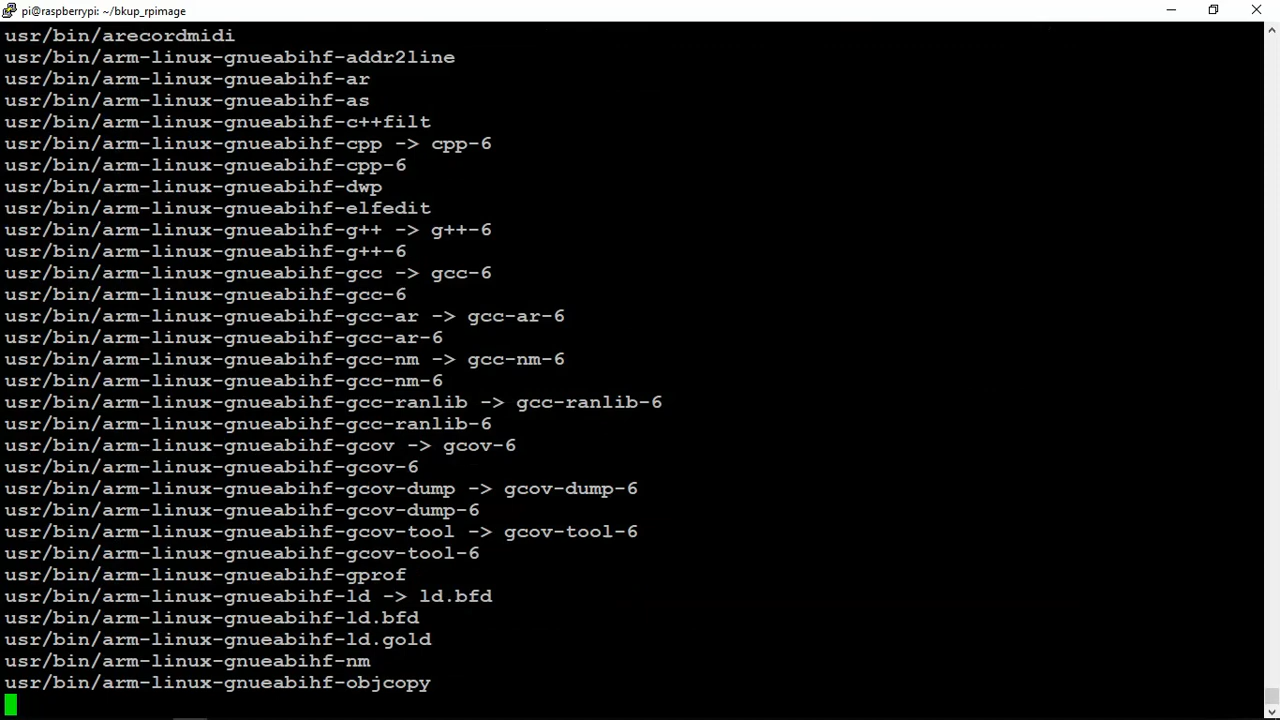 pi@raspberrypi: ~/bkup_rpimage
usr/bin/arecordmidi
usr/bin/arm-linux-gnueabihf-addr2line
usr/bin/arm-linux-gnueabihf-ar
usr/bin/arm-linux-gnueabihf-as
usr/bin/arm-linux-gnueabihf-c++filt
usr/bin/arm-linux-gnueabihf-cpp -> cpp-6
usr/bin/arm-linux-gnueabihf-cpp-6
usr/bin/arm-linux-gnueabihf-dwp
usr/bin/arm-linux-gnueabihf-elfedit
usr/bin/arm-linux-gnueabihf-g++ -> g++-6
usr/bin/arm-linux-gnueabihf-g++-6
usr/bin/arm-linux-gnueabihf-gcc -> gcc-6
usr/bin/arm-linux-gnueabihf-gcc-6
usr/bin/arm-linux-gnueabihf-gcc-ar -> gcc-ar-6
usr/bin/arm-linux-gnueabihf-gcc-ar-6
usr/bin/arm-linux-gnueabihf-gcc-nm -> gcc-nm-6
usr/bin/arm-linux-gnueabihf-gcc-nm-6
usr/bin/arm-linux-gnueabihf-gcc-ranlib -> gcc-ranlib-6
usr/bin/arm-linux-gnueabihf-gcc-ranlib-6
usr/bin/arm-linux-gnueabihf-gcov -> gcov-6
usr/bin/arm-linux-gnueabihf-gcov-6
usr/bin/arm-linux-gnueabihf-gcov-dump -> gcov-dump-6
usr/bin/arm-linux-gnueabihf-gcov-dump-6
usr/bin/arm-linux-gnueabihf-gcov-tool -> gcov-tool-6
usr/bin/arm-linux-gnueabihf-gcov-tool-6
usr/bin/arm-linux-gnueabihf-gprof
usr/bin/arm-linux-gnueabihf-ld -> ld.bfd
usr/bin/arm-linux-gnueabihf-ld.bfd
usr/bin/arm-linux-gnueabihf-ld.gold
usr/bin/arm-linux-gnueabihf-nm
usr/bin/arm-linux-gnueabihf-objcopy